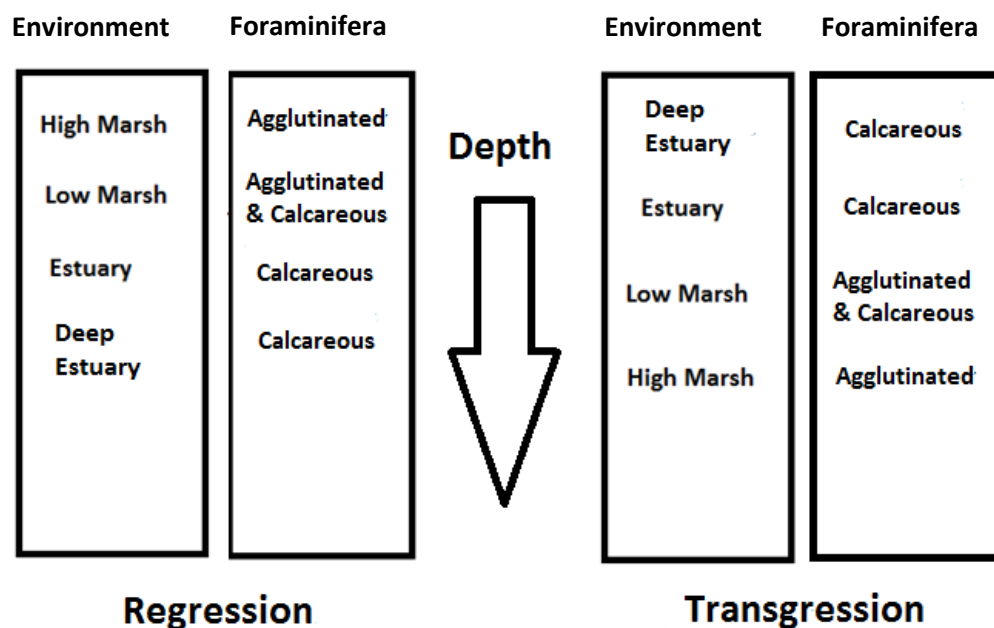 Environment Foraminifera Environment Foraminifera
High Marsh
Low Marsh
Estuary
Deep
Estuary
Agglutinated
Agglutinated
& Calcareous
Calcareous
Calcareous
Depth
Deep
Estuary
Estuary
Low Marsh
High Marsh
Calcareous
Calcareous
Agglutinated
& Calcareous
Agglutinated
Regression
Transgression